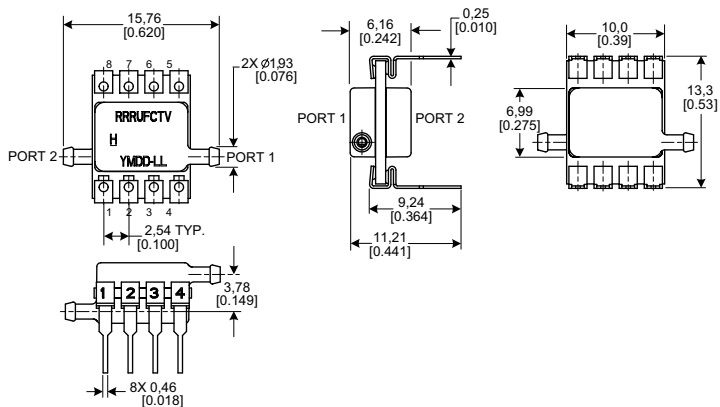 15,76
[0.620]
8 7 6 5
2X Ø1,93
[0.076]
RRRUFCTV
H
YMDD-LL
PORT 2
PORT 1
1 2 3 4
2,54 TYP.
[0.100]
6,16
[0.242]
0,25
[0.010]
PORT 1
PORT 2
9,24
[0.364]
11,21
[0.441]
10,0
[0.39]
6,99
[0.275]
13,3
[0.53]
1 2 3 4
3,78
[0.149]
8X 0,46
[0.018]